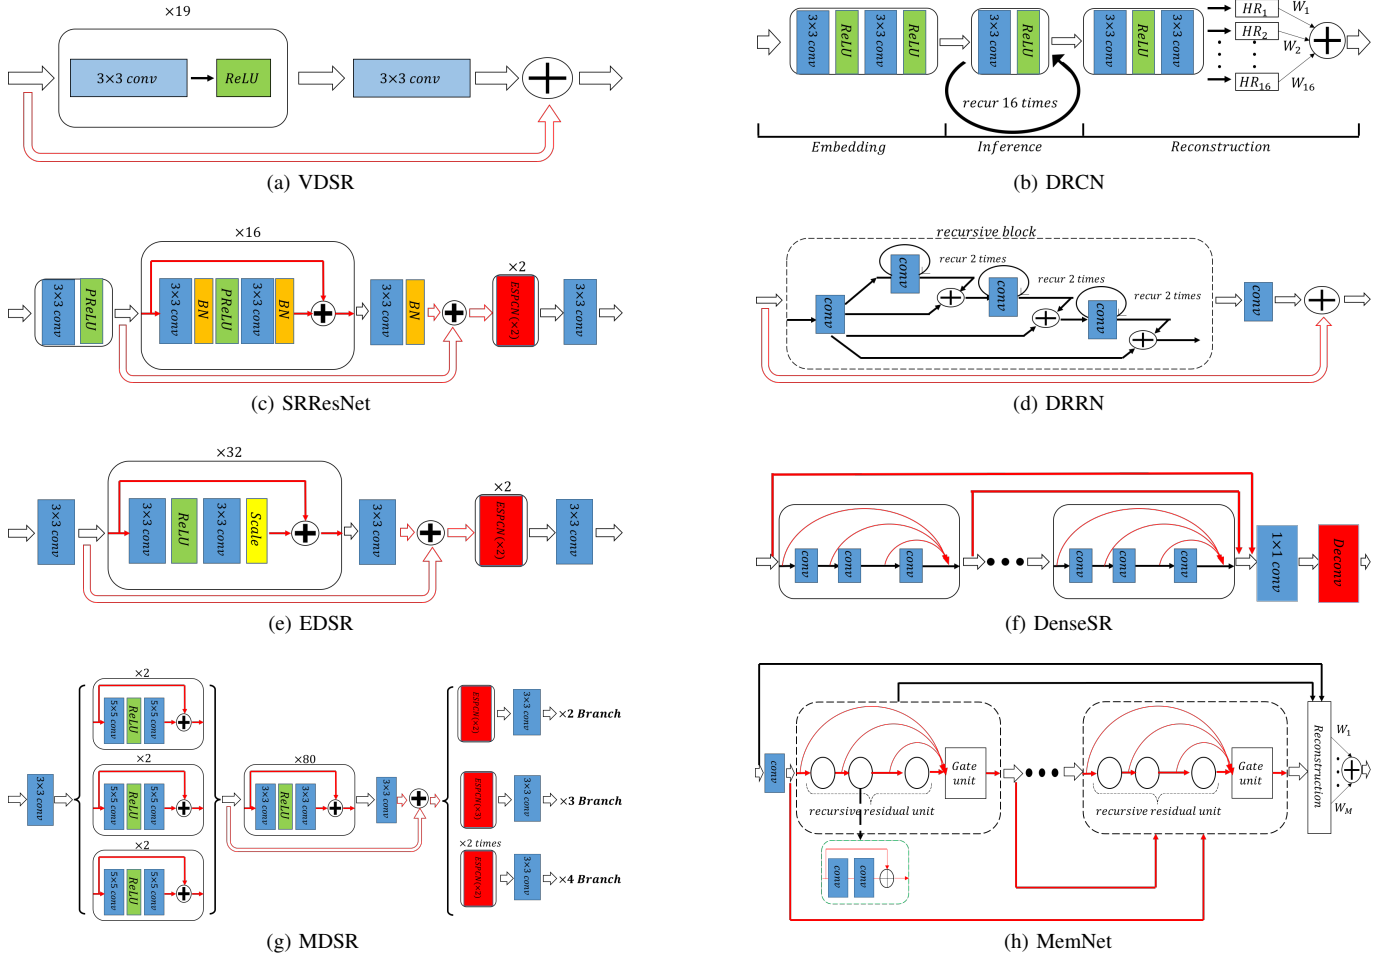 ×19
3×3 conv
ReLU
3×3 conv
(a) VDSR
3×3 conv
ReLU
3×3 conv
ReLU
3×3 conv
ReLU
3×3 conv
ReLU
3×3 conv
HR1
HR2
HR16
W1
W2
W16
recur 16 times
Embedding
Inference
Reconstruction
(b) DRCN
×16
3×3 conv
PReLU
3×3 conv
BN
PReLU
3×3 conv
BN
3×3 conv
BN
×2
ESPCN(×2)
3×3 conv
(c) SRResNet
recursive block
conv
conv
recur 2 times
conv
recur 2 times
conv
recur 2 times
conv
(d) DRRN
×32
3×3 conv
3×3 conv
ReLU
3×3 conv
Scale
3×3 conv
×2
ESPCN(×2)
3×3 conv
(e) EDSR
conv
conv
conv
conv
conv
conv
1×1 conv
Deconv
(f) DenseSR
3×3 conv
×2
5×5 conv
ReLU
5×5 conv
×2
5×5 conv
ReLU
5×5 conv
×2
5×5 conv
ReLU
5×5 conv
×80
3×3 conv
ReLU
3×3 conv
3×3 conv
ESPCN(×2)
3×3 conv
×2 Branch
ESPCN(×3)
3×3 conv
×3 Branch
×2 times
ESPCN(×2)
3×3 conv
×4 Branch
(g) MDSR
conv
Gate
unit
recursive residual unit
conv
conv
Gate
unit
recursive residual unit
Reconstruction
W1
WM
(h) MemNet